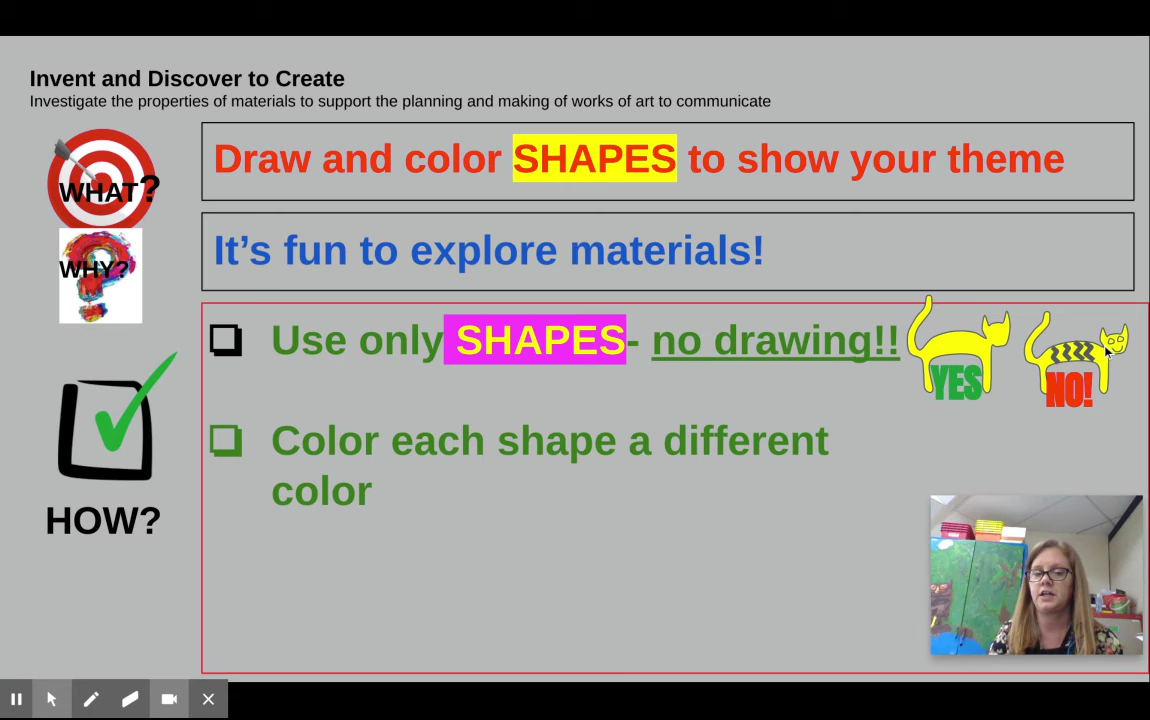 Invent and Discover to Create
Investigate the properties of materials to support the planning and making of works of art to communicate
WHAT?
Draw and color SHAPES to show your theme
WHY?
It’s fun to explore materials!
HOW?
Use only SHAPES- no drawing!!
YES
NO!
Color each shape a different
color